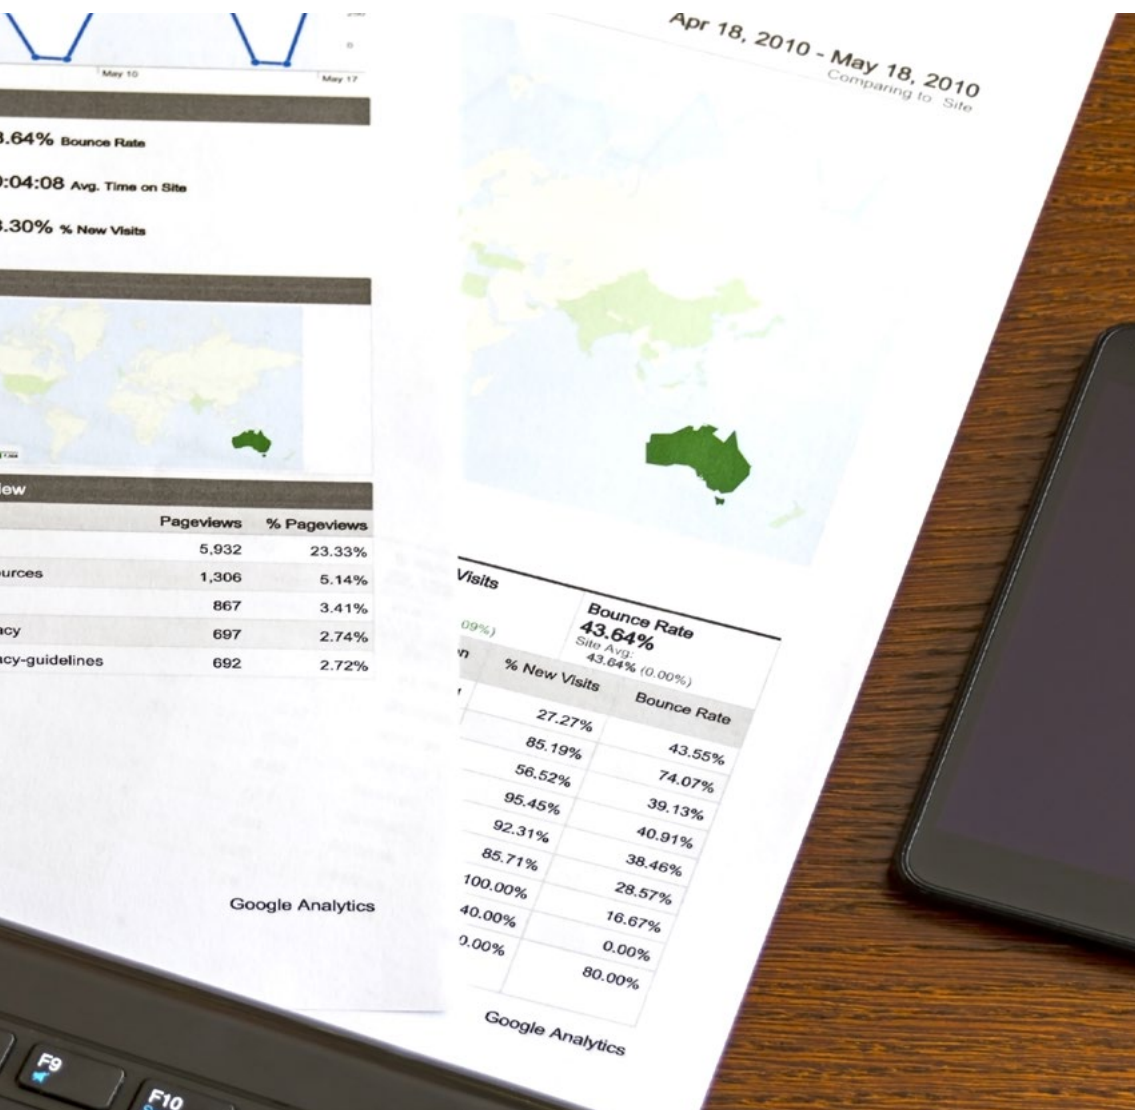 0
May 10
May 17
.64% Bounce Rate
:04:08 Avg. Time on Site
.30% % New Visits
ew
Pageviews % Pageviews
5,932 23.33%
urces 1,306 5.14%
867 3.41%
acy 697 2.74%
acy-guidelines 692 2.72%
Google Analytics
Apr 18, 2010 - May 18, 2010
Comparing to Site
Visits
09%)
Bounce Rate
43.64%
Site Avg:
43.64% (0.00%)
n % New Visits Bounce Rate
27.27% 43.55%
85.19% 74.07%
56.52% 39.13%
95.45% 40.91%
92.31% 38.46%
85.71% 28.57%
100.00% 16.67%
40.00% 0.00%
0.00% 80.00%
Google Analytics
F9
F10